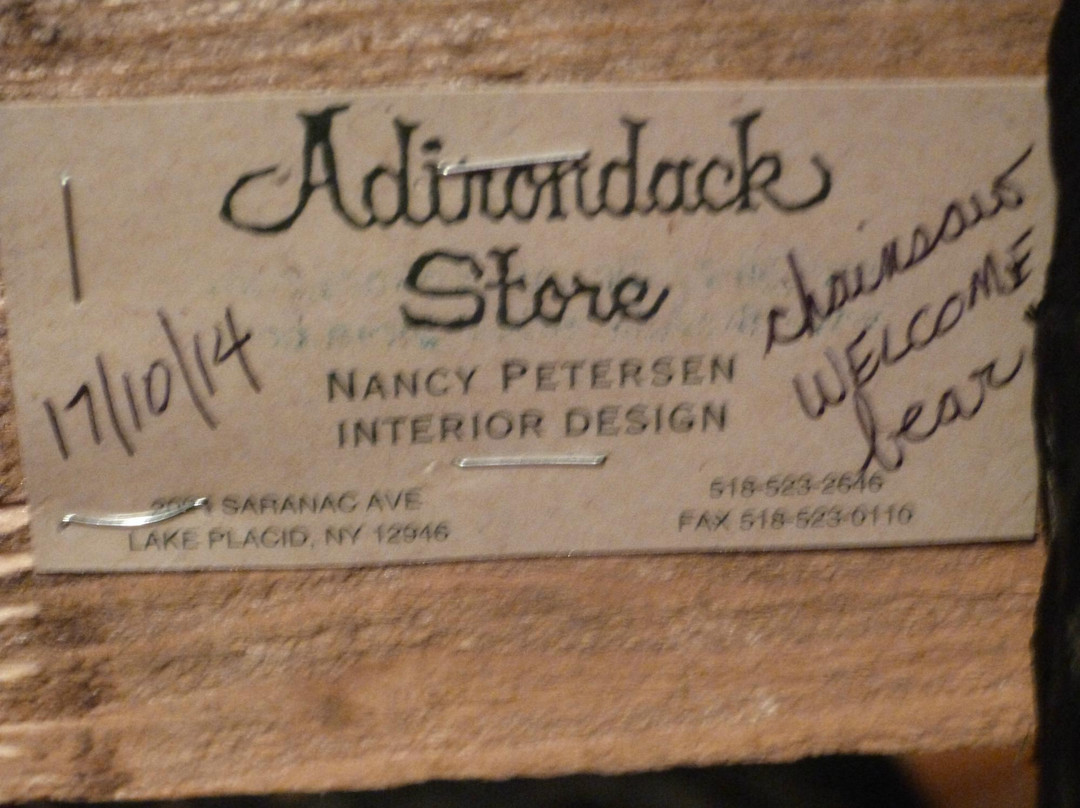 Adirondack
Store
NANCY PETERSEN
INTERIOR DESIGN
17/10/14
chainsaw
WELCOME
bear
SARANAC AVE
LAKE PLACID, NY 12946
518-523-2646
FAX 518-523-0110